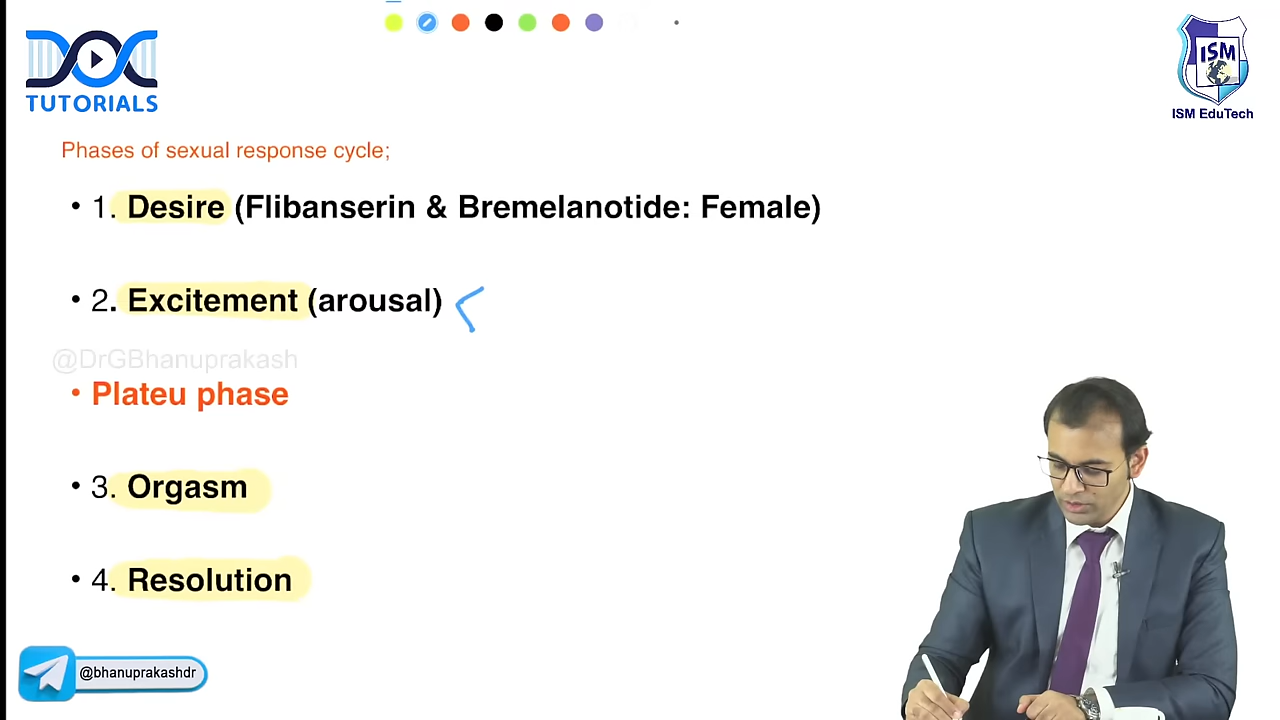 DOC
TUTORIALS
ISM
ISM EduTech
Phases of sexual response cycle;
• 1. Desire (Flibanserin & Bremelanotide: Female)
• 2. Excitement (arousal)
@DrGBhanuprakash
• Plateu phase
• 3. Orgasm
• 4. Resolution
@bhanuprakashdr